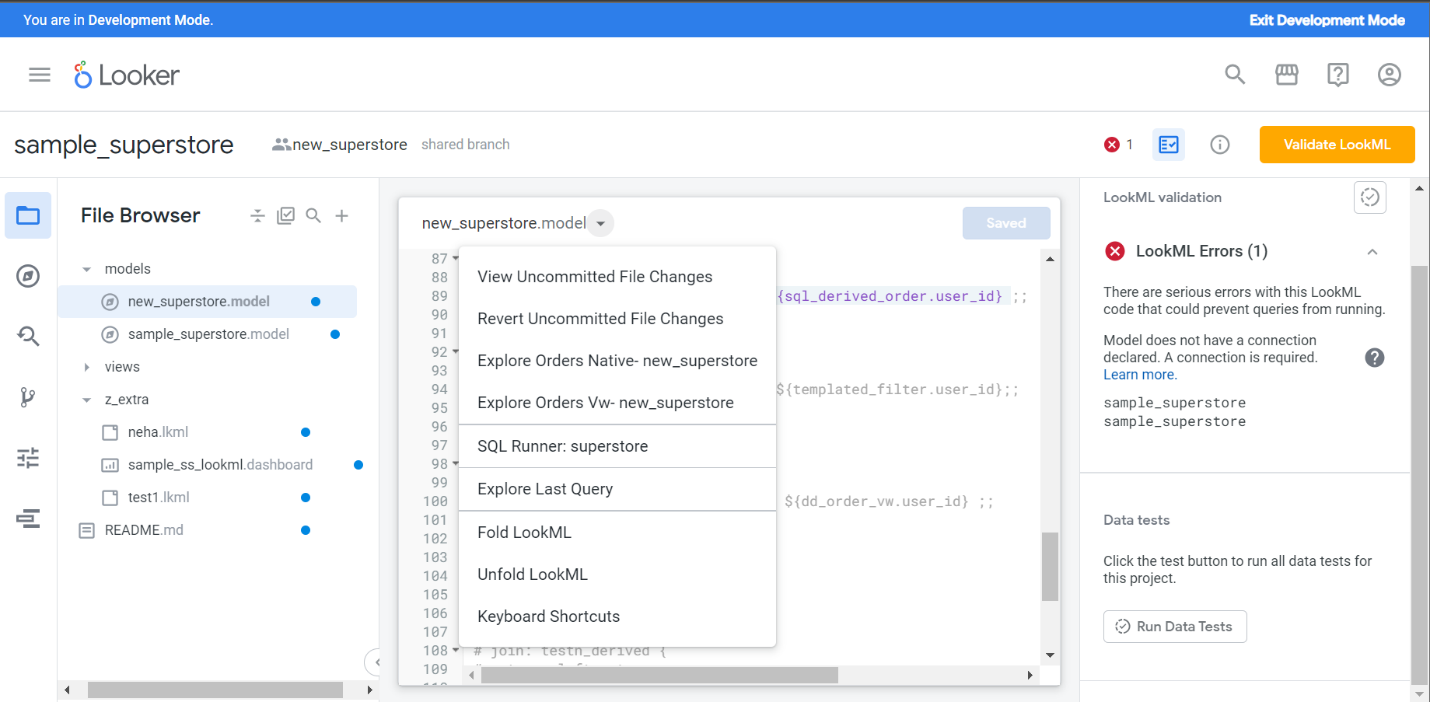 You are in Development Mode.
Exit Development Mode
Looker
sample_superstore
new_superstore shared branch
1
Validate LookML
File Browser
models
new_superstore.model
sample_superstore.model
views
z_extra
neha.lkml
sample_ss_lookml.dashboard
test1.lkml
README.md
new_superstore.model
Saved
87
88
89 {sql_derived_order.user_id} ;;
90
91
92
93
94 ${templated_filter.user_id};;
95
96
97
98
99
100 ${dd_order_vw.user_id} ;;
101
102
103
104
105
106
107
108 # join: testn_derived {
109
View Uncommitted File Changes
Revert Uncommitted File Changes
Explore Orders Native- new_superstore
Explore Orders Vw- new_superstore
SQL Runner: superstore
Explore Last Query
Fold LookML
Unfold LookML
Keyboard Shortcuts
LookML validation
LookML Errors (1)
There are serious errors with this LookML
code that could prevent queries from running.
Model does not have a connection
declared. A connection is required.
Learn more.
sample_superstore
sample_superstore
Data tests
Click the test button to run all data tests for
this project.
Run Data Tests